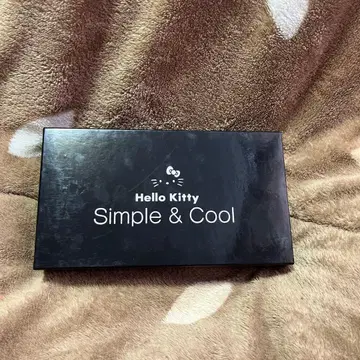 Hello Kitty
Simple & Cool